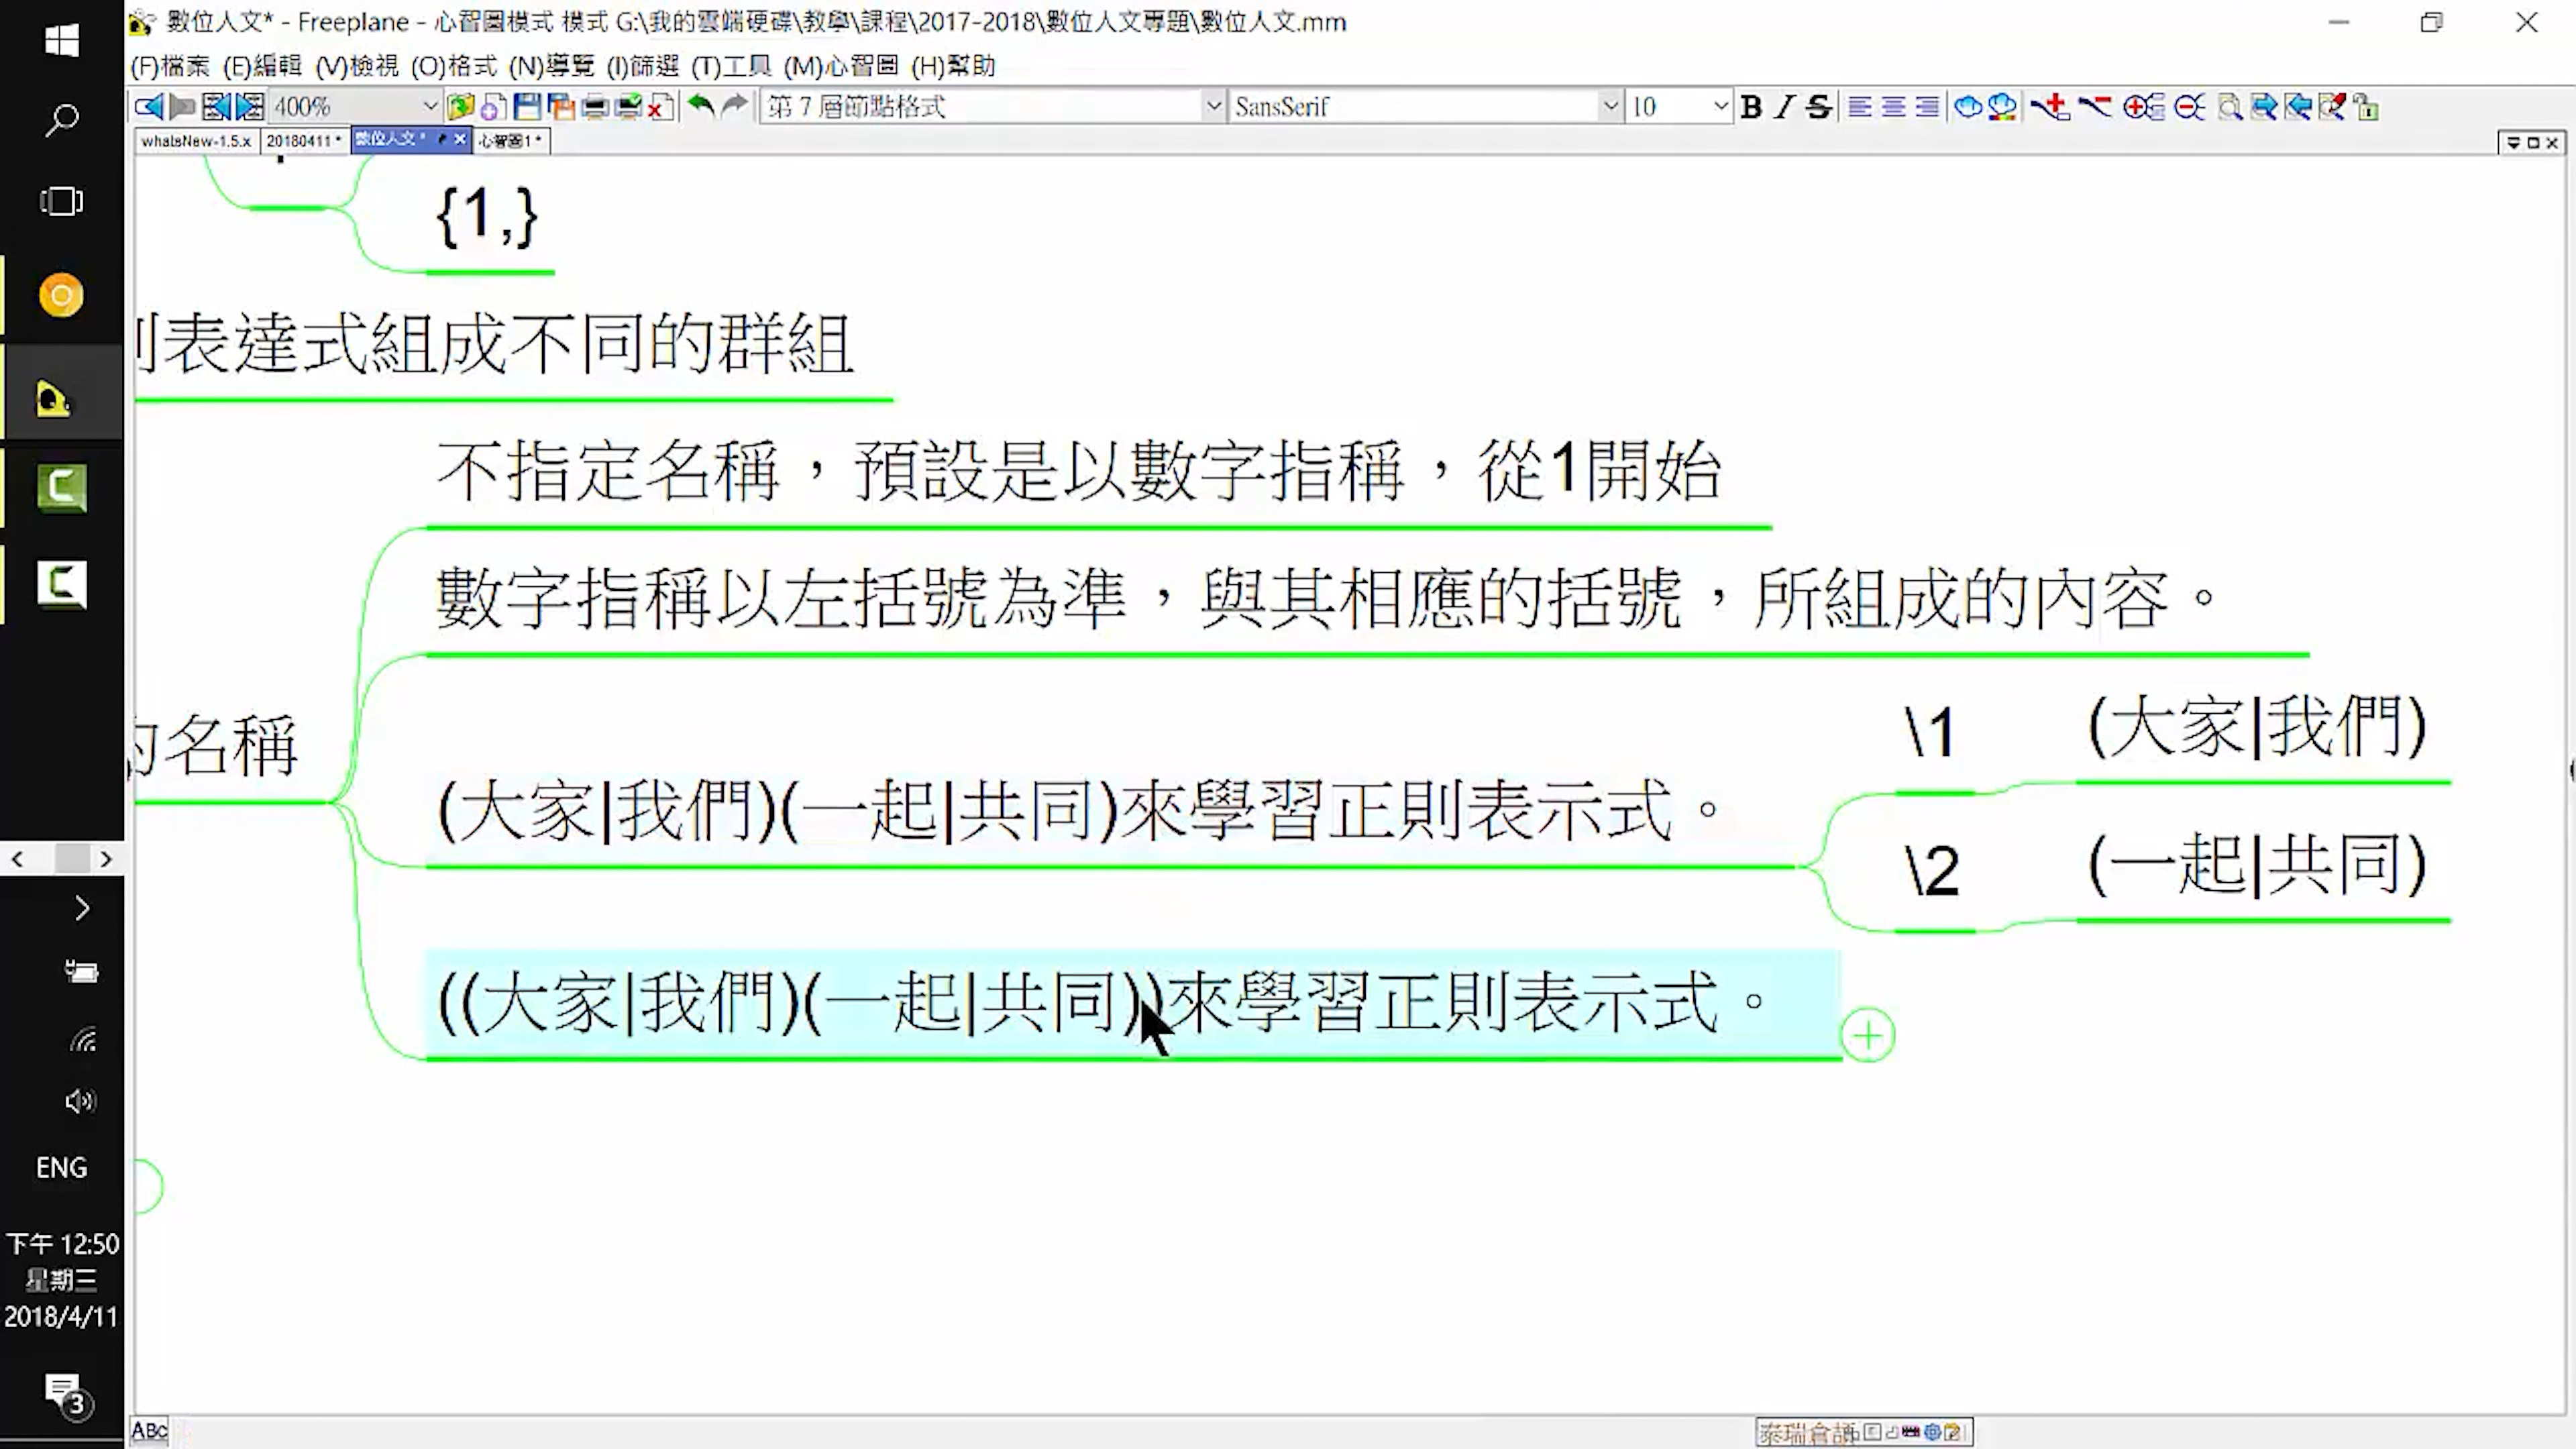 數位人文* - Freeplane - 心智圖模式 模式 G:\我的雲端硬碟\教學\課程\2017-2018\數位人文專題\數位人文.mm
(F)檔案 (E)編輯 (V)檢視 (O)格式 (N)導覽 (I)篩選 (T)工具 (M)心智圖 (H)幫助
400%
第 7 層節點格式
SansSerif
10
B I S
whatsNew-1.5.x
20180411 *
數位人文 *
心智圖1 *
{1,}
表達式組成不同的群組
不指定名稱，預設是以數字指稱，從1開始
數字指稱以左括號為準，與其相應的括號，所組成的內容。
的名稱
(大家|我們)(一起|共同)來學習正則表示式。
\1 (大家|我們)
\2 (一起|共同)
((大家|我們)(一起|共同))來學習正則表示式。
ENG
下午 12:50
星期三
2018/4/11
3
ABc